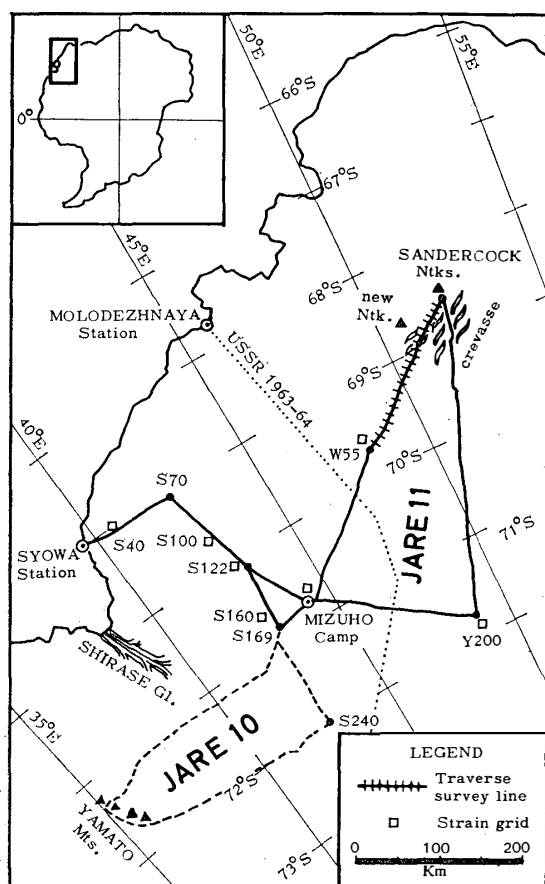 0°
50°E
55°E
66°S
67°S
45°E
SANDERCOCK
Ntks.
68°S
new
Ntk.
MOLODEZHNAYA
Station
crevasse
USSR 1963-64
69°S
40°E
W55
70°S
S70
JARE 11
S100
71°S
S40
SYOWA
Station
S122
S160
MIZUHO
Camp
S169
Y200
SHIRASE Gl.
35°E
S240
JARE 10
72°S
YAMATO
Mts.
73°S
LEGEND
Traverse
survey line
Strain grid
0 100 200
Km